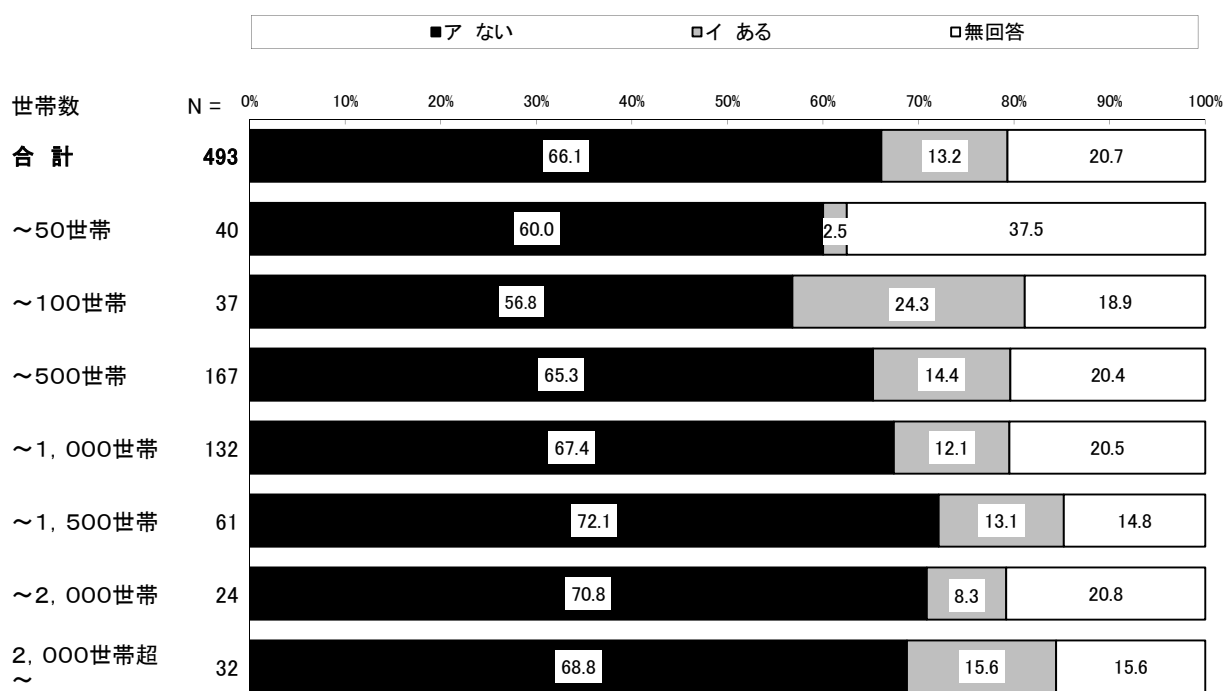 ■ア ない ■イ ある □無回答
世帯数 N = 0% 10% 20% 30% 40% 50% 60% 70% 80% 90% 100%
合 計 493 66.1 13.2 20.7
～50世帯 40 60.0 2.5 37.5
～100世帯 37 56.8 24.3 18.9
～500世帯 167 65.3 14.4 20.4
～1，000世帯 132 67.4 12.1 20.5
～1，500世帯 61 72.1 13.1 14.8
～2，000世帯 24 70.8 8.3 20.8
2，000世帯超
～ 32 68.8 15.6 15.6